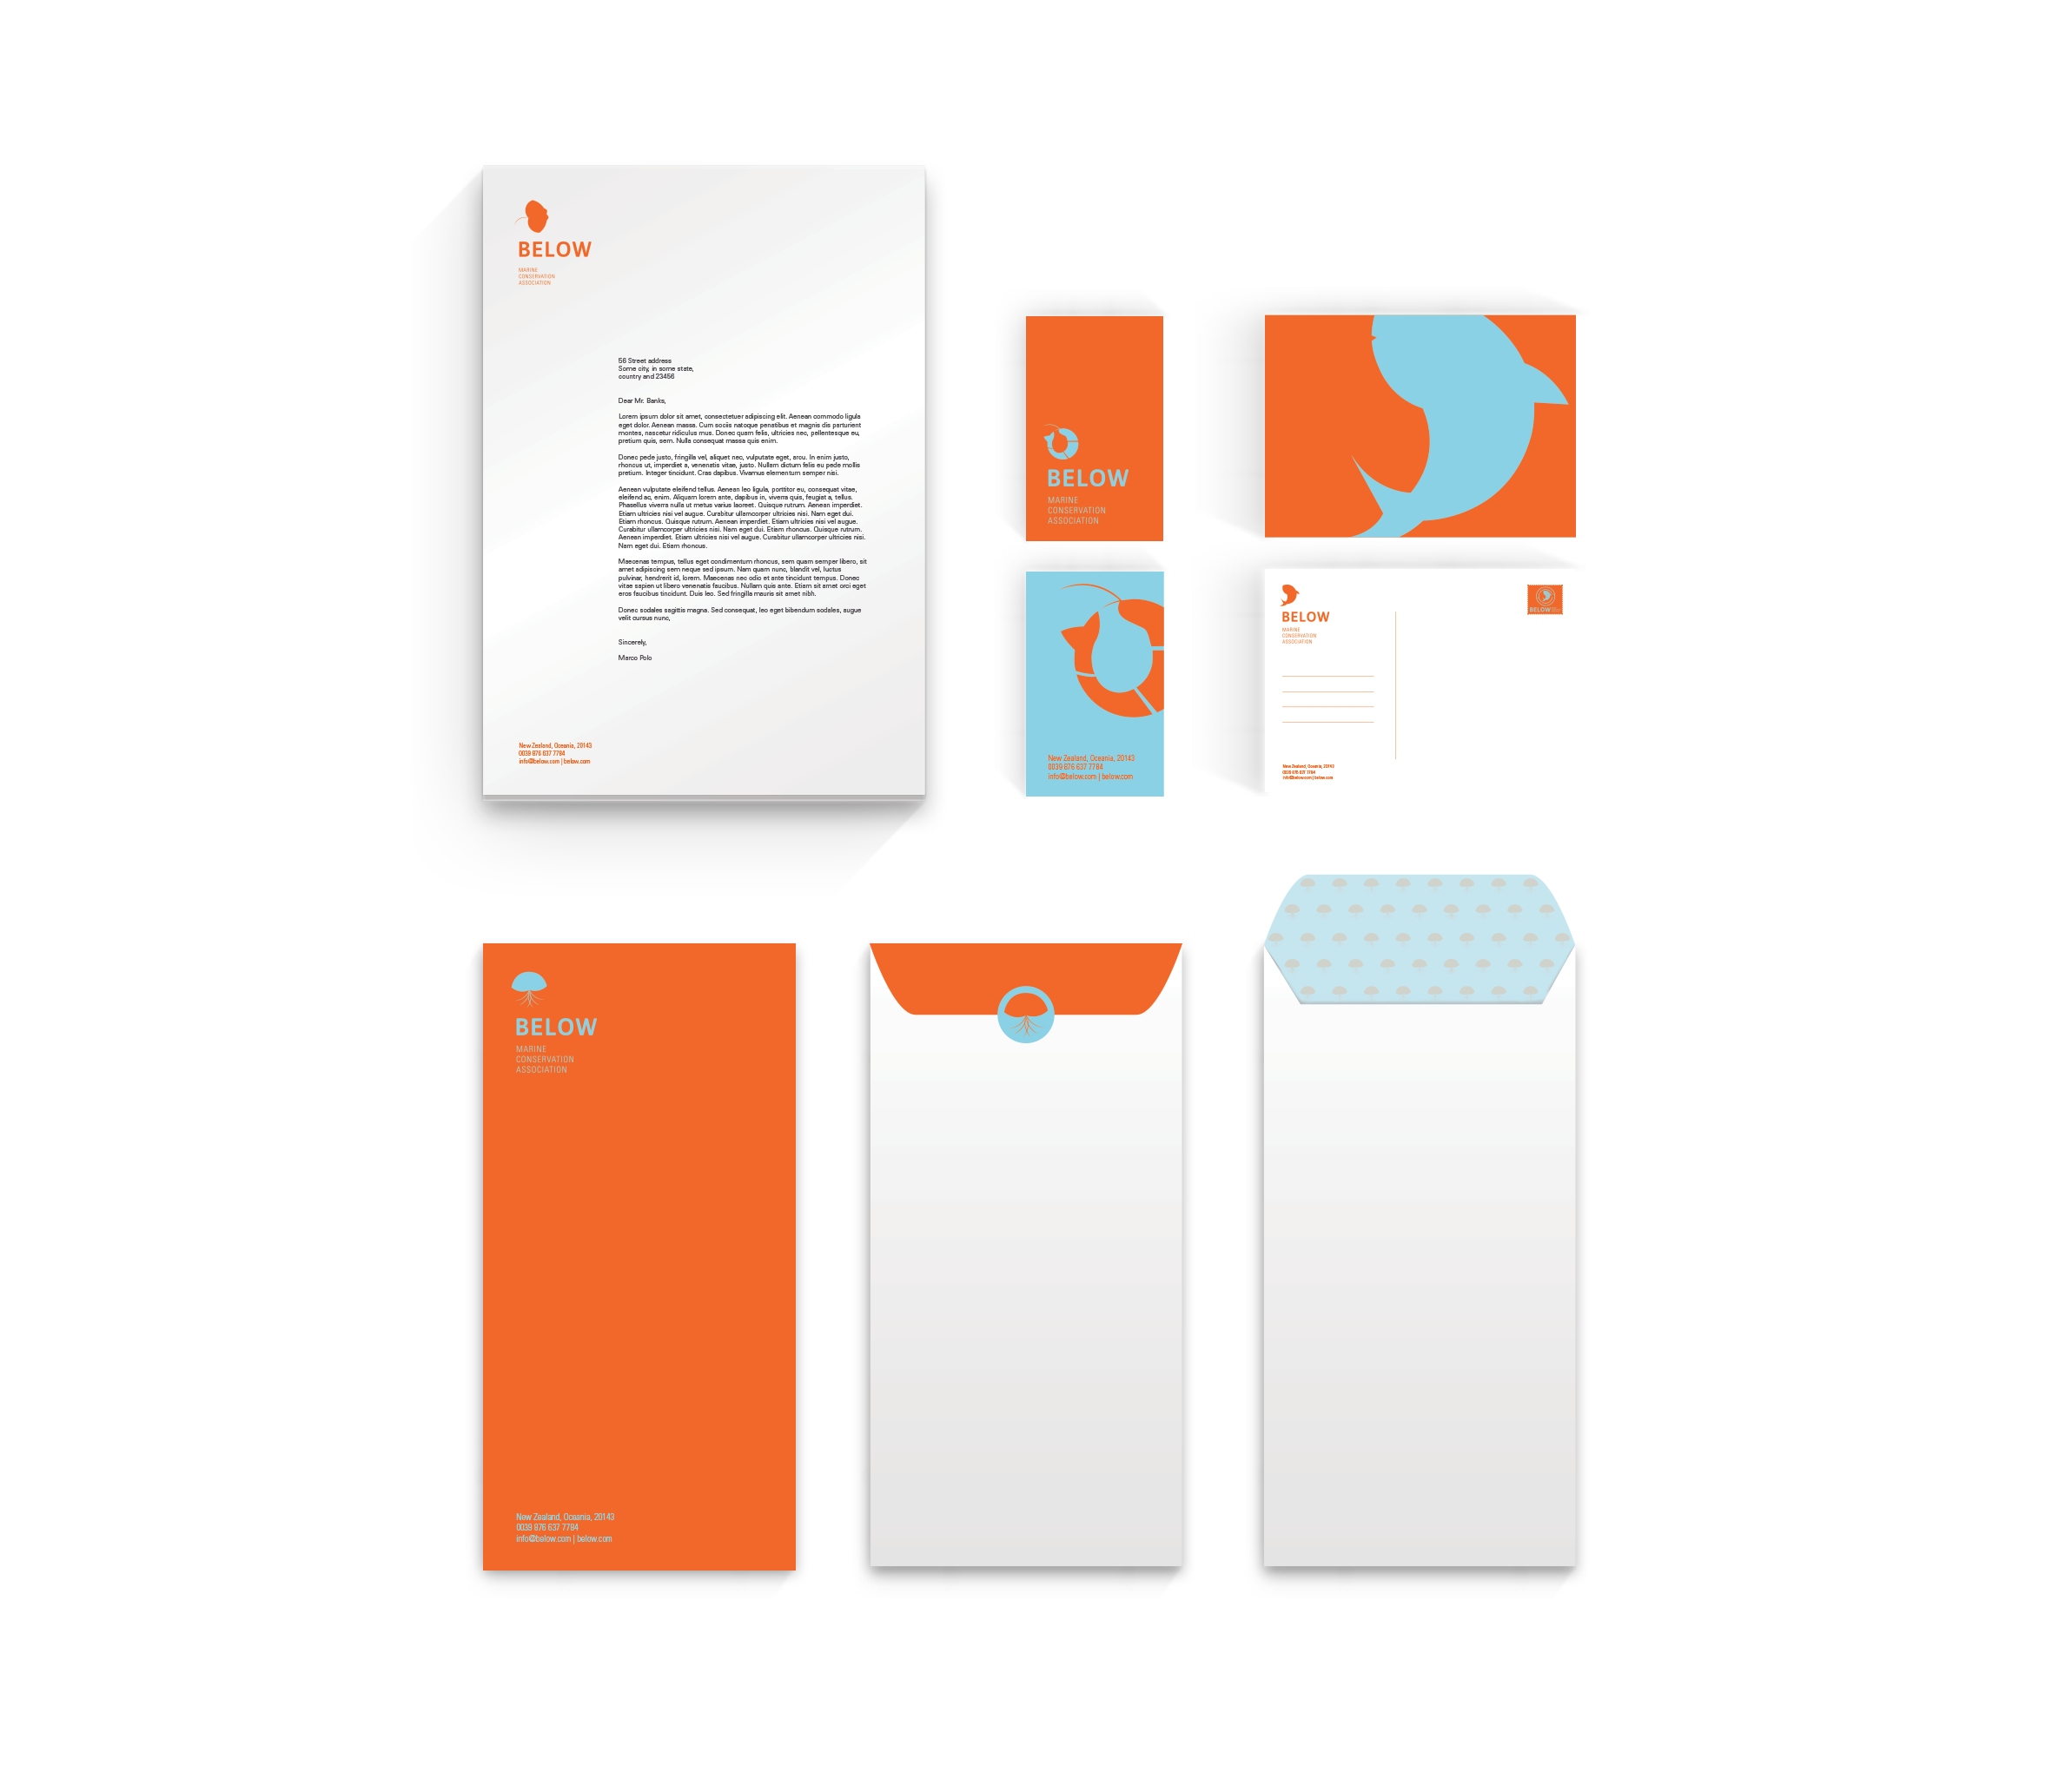 BELOW
MARINE
CONSERVATION
ASSOCIATION
56 Street address
Some city, in some state,
country and 23456
Dear Mr. Banks,
Lorem ipsum dolor sit amet, consectetuer adipiscing elit. Aenean commodo ligula
eget dolor. Aenean massa. Cum sociis natoque penatibus et magnis dis parturient
montes, nascetur ridiculus mus. Donec quam felis, ultricies nec, pellentesque eu,
pretium quis, sem. Nulla consequat massa quis enim.
Donec pede justo, fringilla vel, aliquet nec, vulputate eget, arcu. In enim justo,
rhoncus ut, imperdiet a, venenatis vitae, justo. Nullam dictum felis eu pede mollis
pretium. Integer tincidunt. Cras dapibus. Vivamus elementum semper nisi.
Aenean vulputate eleifend tellus. Aenean leo ligula, porttitor eu, consequat vitae,
eleifend ac, enim. Aliquam lorem ante, dapibus in, viverra quis, feugiat a, tellus.
Phasellus viverra nulla ut metus varius laoreet. Quisque rutrum. Aenean imperdiet.
Etiam ultricies nisi vel augue. Curabitur ullamcorper ultricies nisi. Nam eget dui.
Etiam rhoncus. Quisque rutrum. Aenean imperdiet. Etiam ultricies nisi vel augue.
Curabitur ullamcorper ultricies nisi. Nam eget dui. Etiam rhoncus. Quisque rutrum.
Aenean imperdiet. Etiam ultricies nisi vel augue. Curabitur ullamcorper ultricies nisi.
Nam eget dui. Etiam rhoncus.
Maecenas tempus, tellus eget condimentum rhoncus, sem quam semper libero, sit
amet adipiscing sem neque sed ipsum. Nam quam nunc, blandit vel, luctus
pulvinar, hendrerit id, lorem. Maecenas nec odio et ante tincidunt tempus. Donec
vitae sapien ut libero venenatis faucibus. Nullam quis ante. Etiam sit amet orci eget
eros faucibus tincidunt. Duis leo. Sed fringilla mauris sit amet nibh.
Donec sodales sagittis magna. Sed consequat, leo eget bibendum sodales, augue
velit cursus nunc,
Sincerely,
Marco Polo
New Zealand, Oceania, 20143
0039 876 637 7784
info@below.com | below.com
BELOW
MARINE
CONSERVATION
ASSOCIATION
New Zealand, Oceania, 20143
0039 876 637 7784
info@below.com | below.com
BELOW
MARINE
CONSERVATION
ASSOCIATION
BELOW
New Zealand, Oceania, 20143
0039 876 637 7784
info@below.com | below.com
BELOW
MARINE
CONSERVATION
ASSOCIATION
New Zealand, Oceania, 20143
0039 876 637 7784
info@below.com | below.com